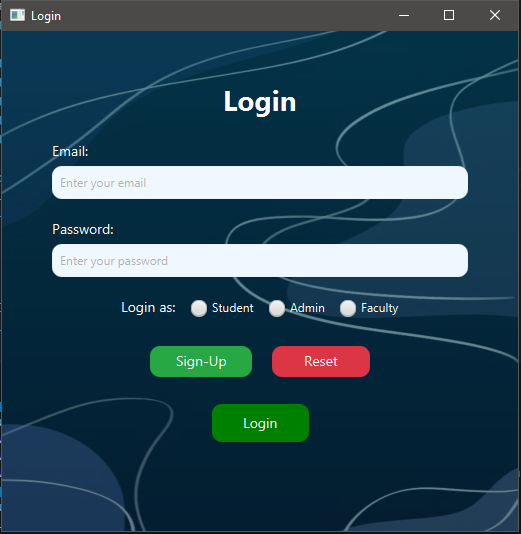 Login
Login
Email:
Enter your email
Password:
Enter your password
Login as: Student Admin Faculty
Sign-Up Reset
Login